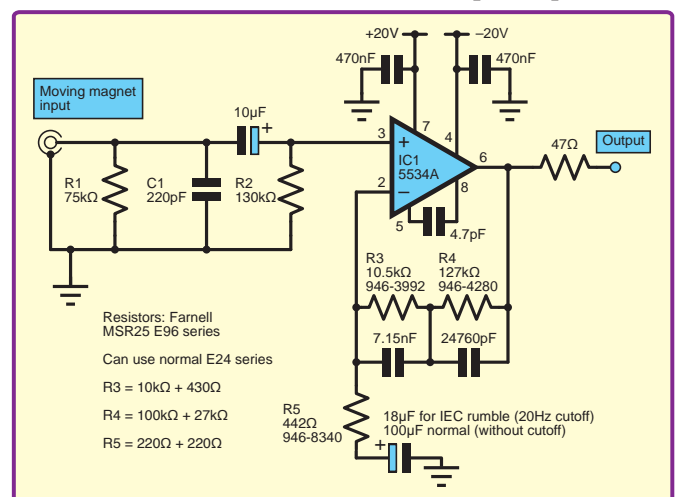 +20V
–20V
470nF
470nF
Moving magnet
input
10µF
+
3
7
4
+
IC1
5534A
6
47Ω
Output
2
–
8
5
4.7pF
R1
75kΩ
C1
220pF
R2
130kΩ
R3
10.5kΩ
946-3992
R4
127kΩ
946-4280
7.15nF
24760pF
Resistors: Farnell
MSR25 E96 series
Can use normal E24 series
R3 = 10kΩ + 430Ω
R4 = 100kΩ + 27kΩ
R5 = 220Ω + 220Ω
R5
442Ω
946-8340
18µF for IEC rumble (20Hz cutoff)
100µF normal (without cutoff)
+